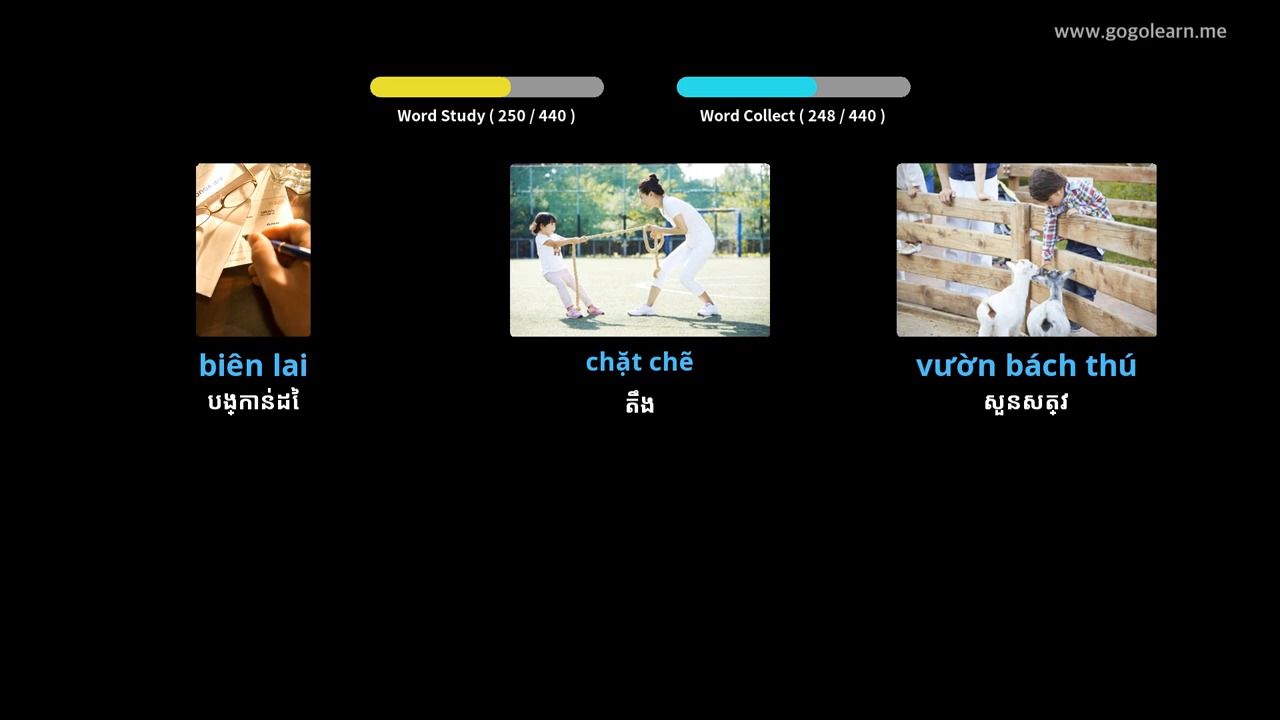 www.gogolearn.me
Word Study ( 250 / 440 )
Word Collect ( 248 / 440 )
biên lai
បង្កាន់ដៃ
chặt chẽ
តឹង
vườn bách thú
សួនសត្វ